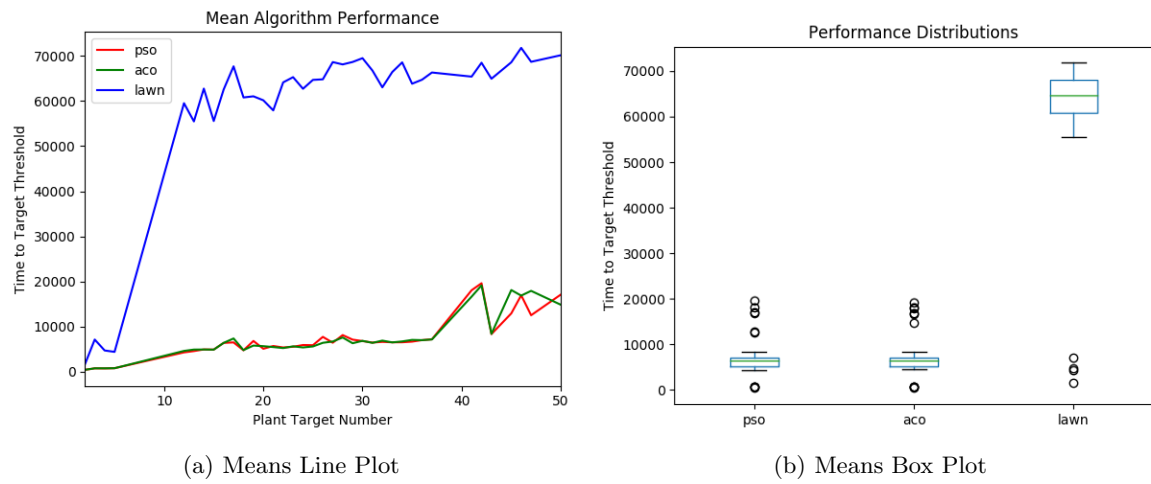 Mean Algorithm Performance
pso
aco
lawn
70000
60000
50000
40000
30000
20000
10000
0
Time to Target Threshold
10
20
30
40
50
Plant Target Number
(a) Means Line Plot
Performance Distributions
70000
60000
50000
40000
30000
20000
10000
0
Time to Target Threshold
pso
aco
lawn
(b) Means Box Plot